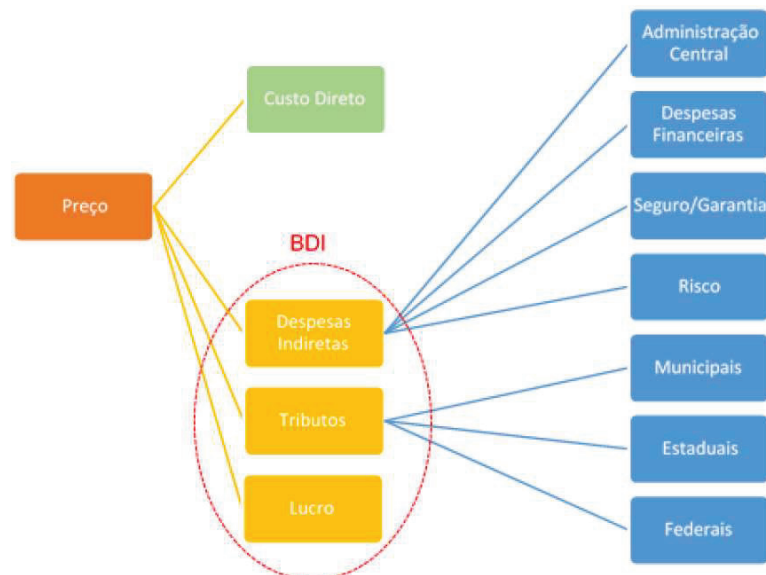 Administração
Central
Custo Direto
Despesas
Financeiras
Preço
Seguro/Garantia
BDI
Risco
Despesas
Indiretas
Municipais
Tributos
Estaduais
Lucro
Federais